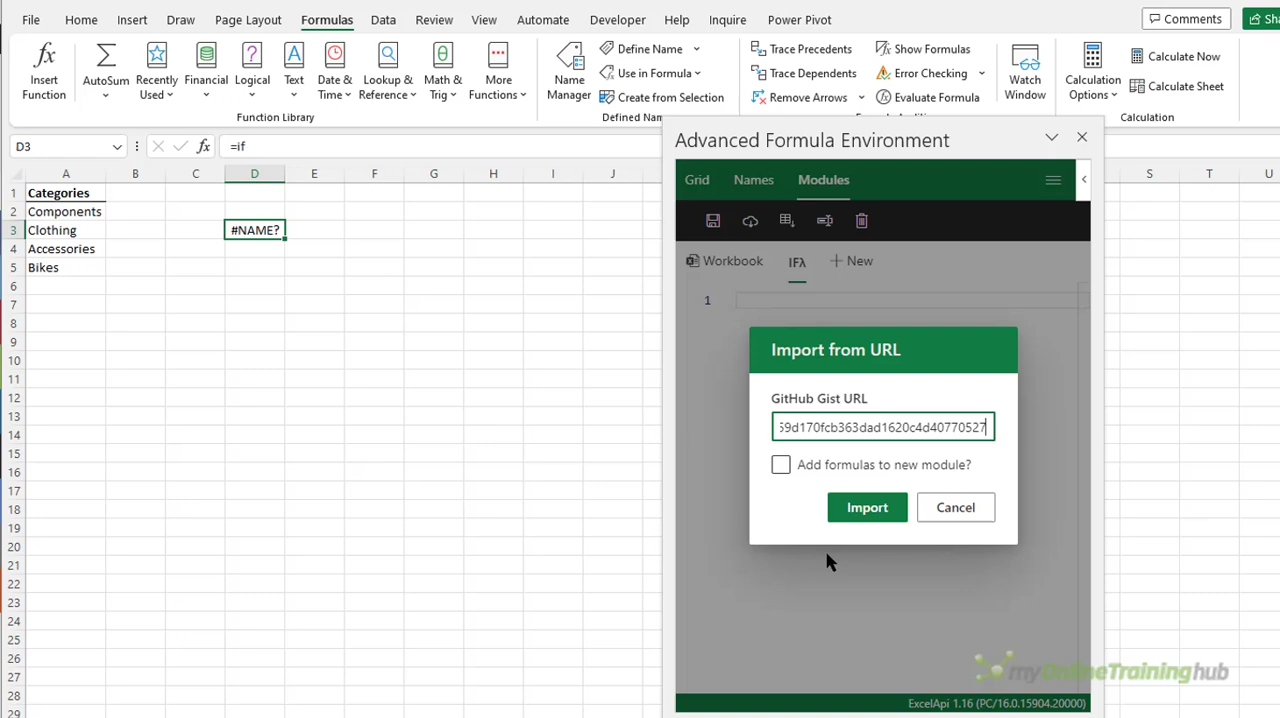 File Home Insert Draw Page Layout Formulas Data Review View Automate Developer Help Inquire Power Pivot Comments Sha
Insert Function
AutoSum
Recently Used
Financial
Logical
Text
Date & Time
Lookup & Reference
Math & Trig
More Functions
Function Library
Name Manager
Define Name
Use in Formula
Create from Selection
Defined Name
Trace Precedents
Trace Dependents
Remove Arrows
Show Formulas
Error Checking
Evaluate Formula
Watch Window
Calculation Options
Calculate Now
Calculate Sheet
Calculation
D3 fx =if
A B C D E F G H I J S T U
1 Categories
2 Components
3 Clothing #NAME?
4 Accessories
5 Bikes
6
7
8
9
10
11
12
13
14
15
16
17
18
19
20
21
22
23
24
25
26
27
28
Advanced Formula Environment
Grid Names Modules
Workbook IFλ + New
1
Import from URL
GitHub Gist URL
69d170fcb363dad1620c4d40770527
Add formulas to new module?
Import Cancel
myOnlineTraininghub
ExcelApi 1.16 (PC/16.0.15904.20000)